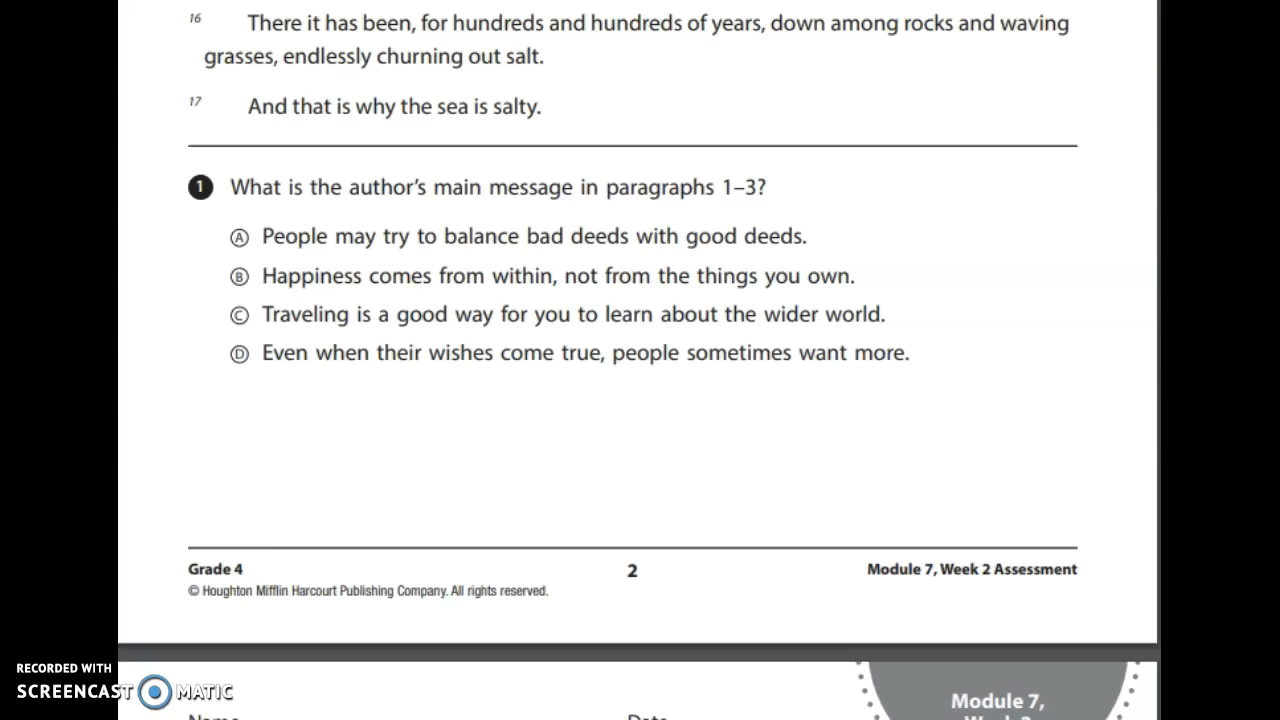 16 There it has been, for hundreds and hundreds of years, down among rocks and waving
grasses, endlessly churning out salt.
17 And that is why the sea is salty.
1 What is the author's main message in paragraphs 1–3?
A People may try to balance bad deeds with good deeds.
B Happiness comes from within, not from the things you own.
C Traveling is a good way for you to learn about the wider world.
D Even when their wishes come true, people sometimes want more.
Grade 4 2 Module 7, Week 2 Assessment
© Houghton Mifflin Harcourt Publishing Company. All rights reserved.
RECORDED WITH
SCREENCAST MATIC
Module 7,
Name Date Week 2